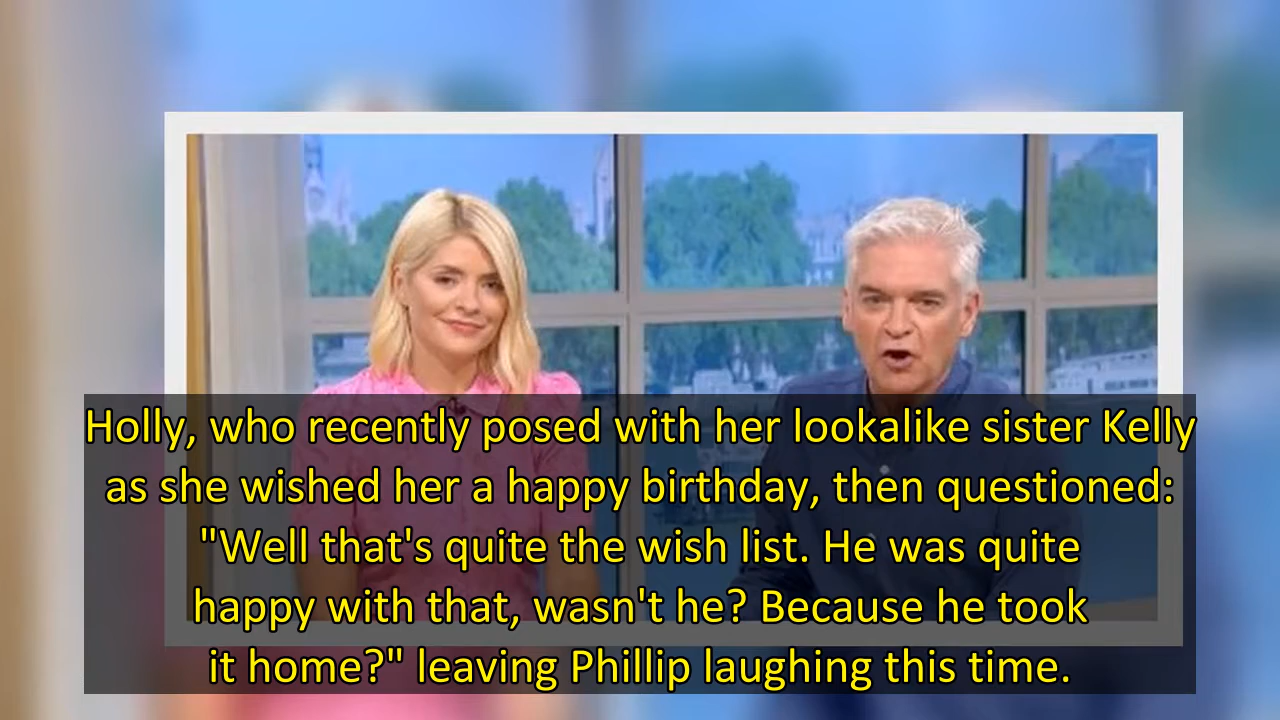 Holly, who recently posed with her lookalike sister Kelly
as she wished her a happy birthday, then questioned:
"Well that's quite the wish list. He was quite
happy with that, wasn't he? Because he took
it home?" leaving Phillip laughing this time.